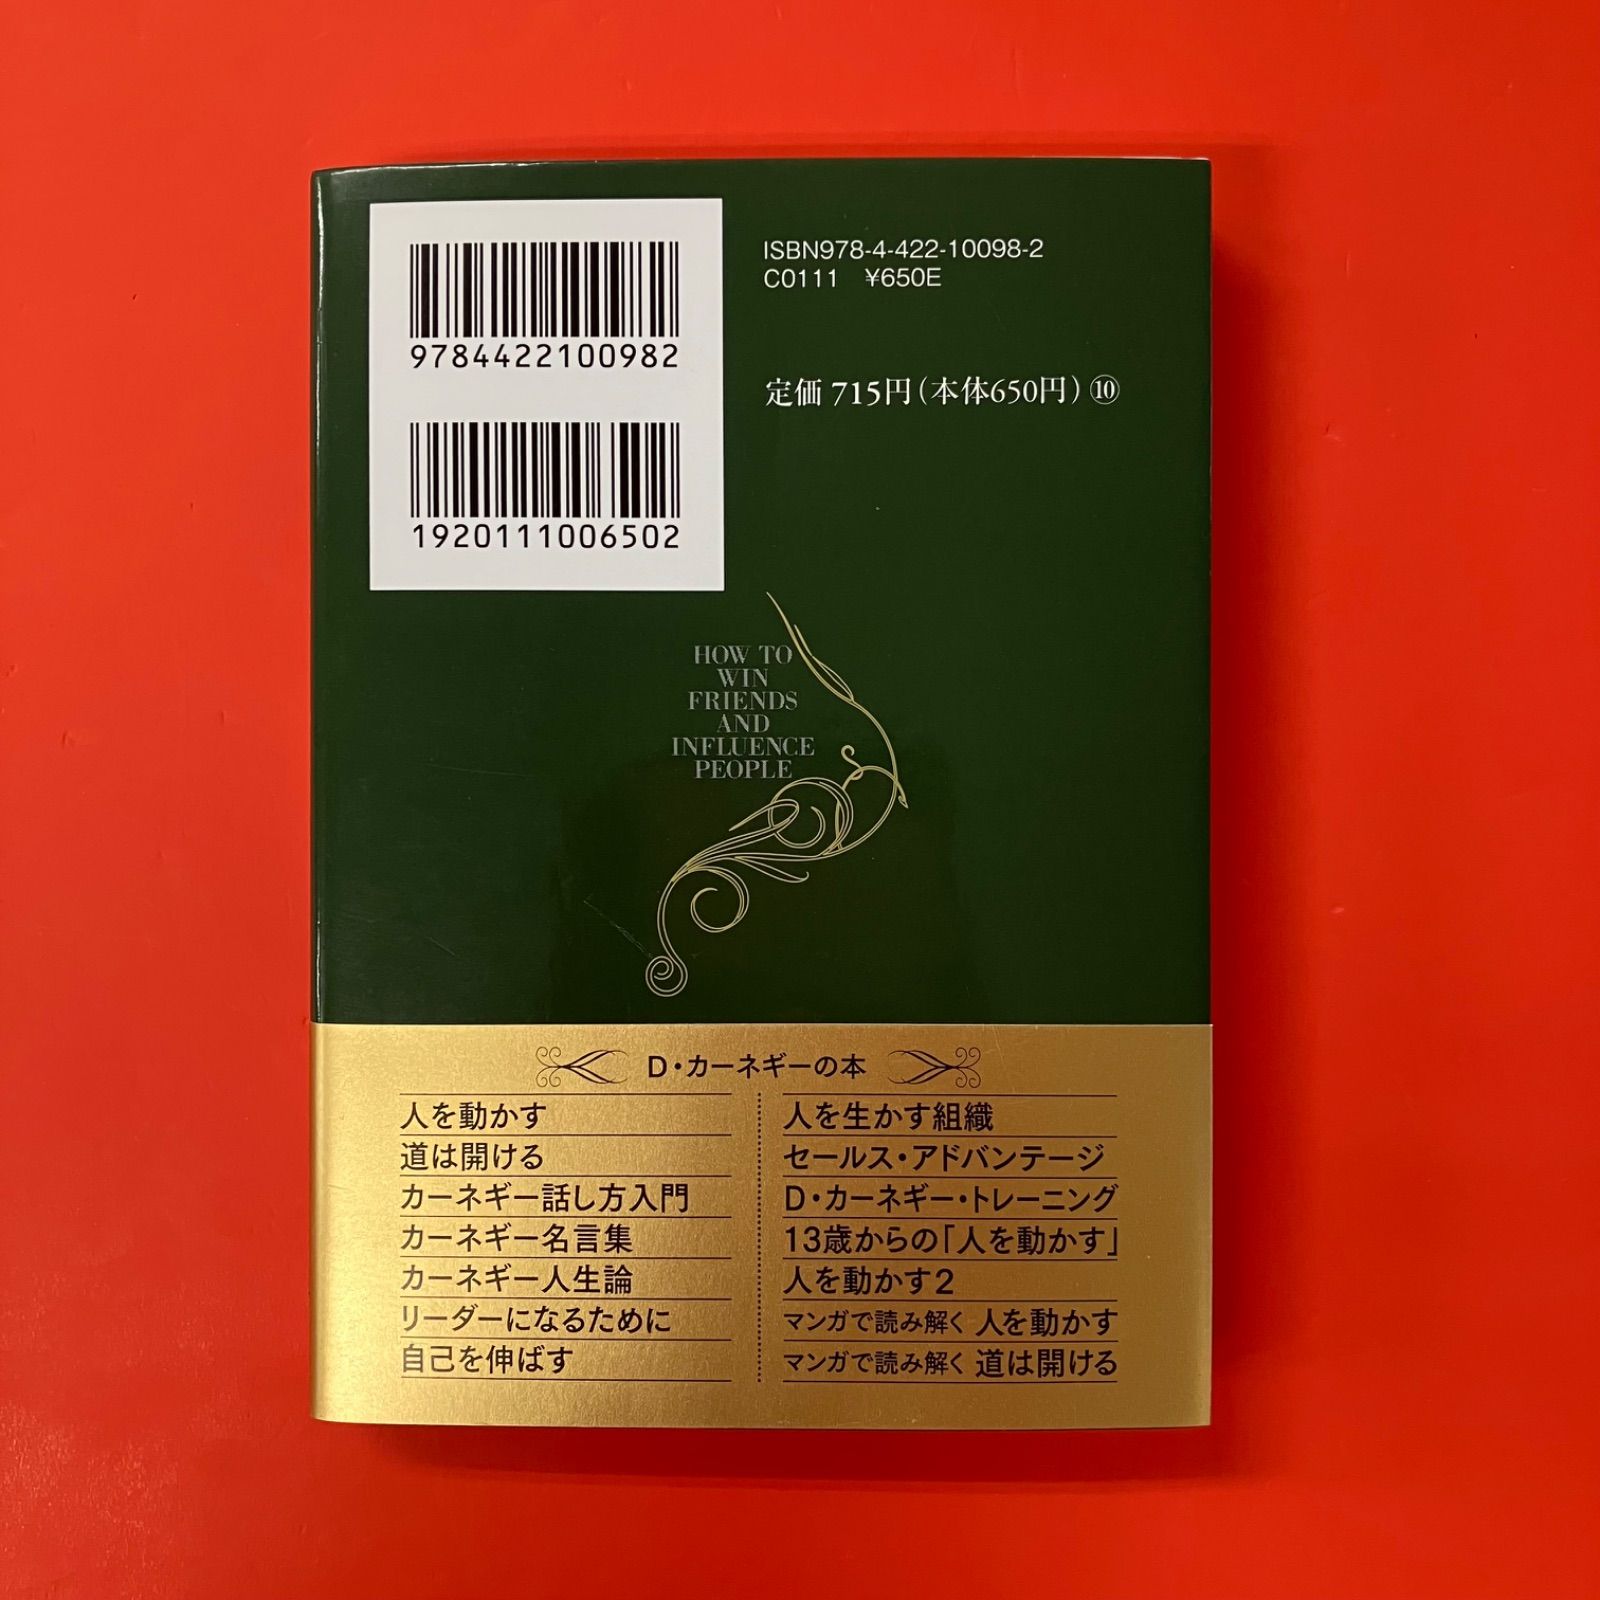 9784422100982
1920111006502
ISBN978-4-422-10098-2
C0111 ¥650E
定価 715円(本体650円)⑩
HOW TO
WIN
FRIENDS
AND
INFLUENCE
PEOPLE
D・カーネギーの本
人を動かす
道は開ける
カーネギー話し方入門
カーネギー名言集
カーネギー人生論
リーダーになるために
自己を伸ばす
人を生かす組織
セールス・アドバンテージ
D・カーネギー・トレーニング
13歳からの「人を動かす」
人を動かす2
マンガで読み解く 人を動かす
マンガで読み解く 道は開ける